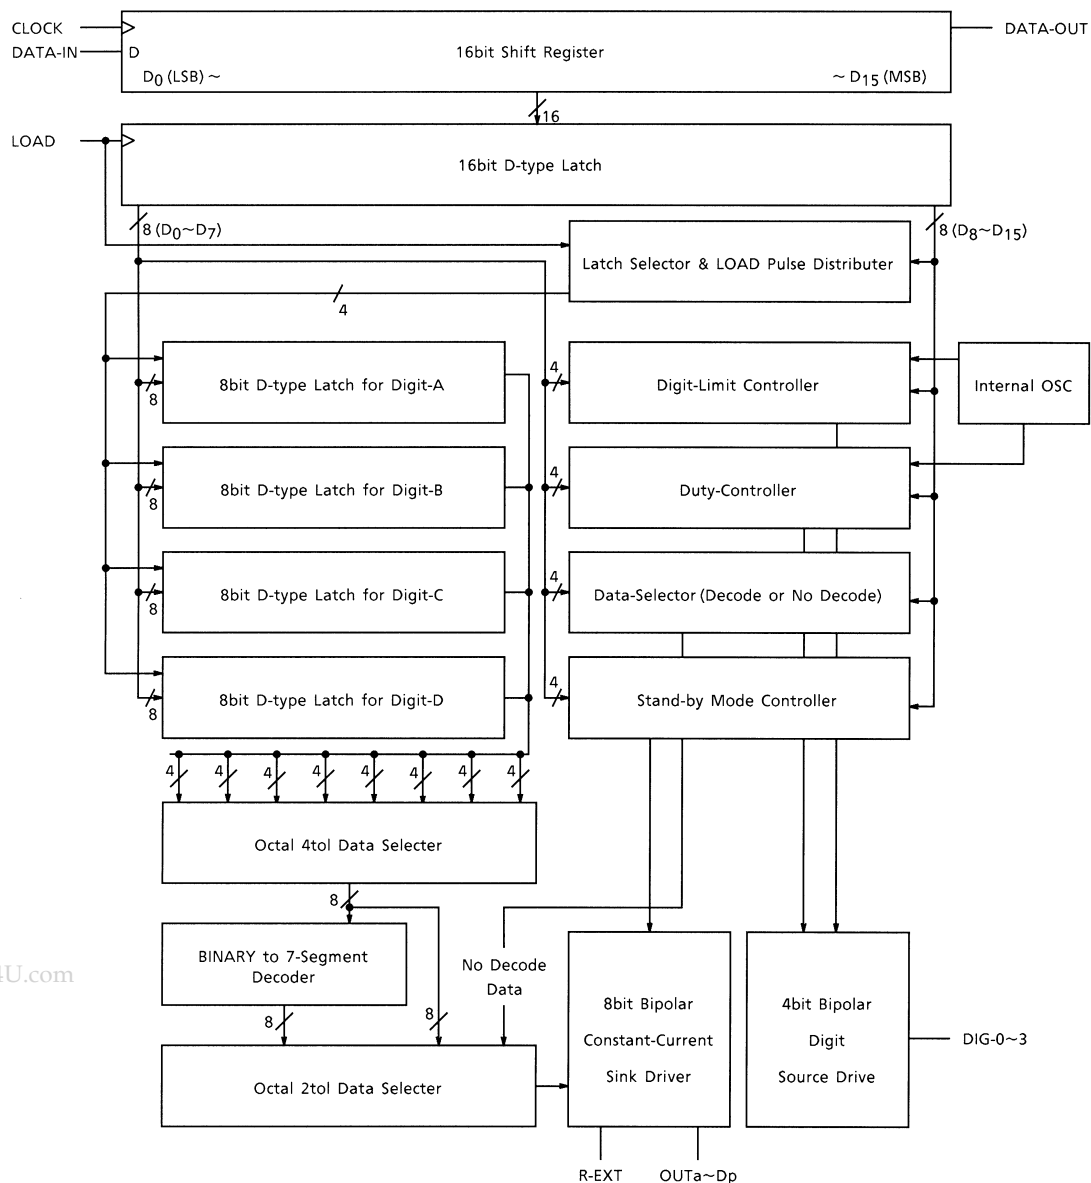 CLOCK
DATA-IN
D
16bit Shift Register
DATA-OUT
D0 (LSB) ~
~ D15 (MSB)
16
LOAD
16bit D-type Latch
8 (D0~D7)
8 (D8~D15)
Latch Selector & LOAD Pulse Distributer
4
8bit D-type Latch for Digit-A
8
4
Digit-Limit Controller
Internal OSC
8bit D-type Latch for Digit-B
8
4
Duty-Controller
8bit D-type Latch for Digit-C
8
4
Data-Selector (Decode or No Decode)
8bit D-type Latch for Digit-D
8
4
Stand-by Mode Controller
4 4 4 4 4 4 4 4
Octal 4tol Data Selecter
8
BINARY to 7-Segment
Decoder
No Decode
Data
8
8
Octal 2tol Data Selecter
8bit Bipolar
Constant-Current
Sink Driver
4bit Bipolar
Digit
Source Drive
DIG-0~3
R-EXT
OUTa~Dp
4U.com